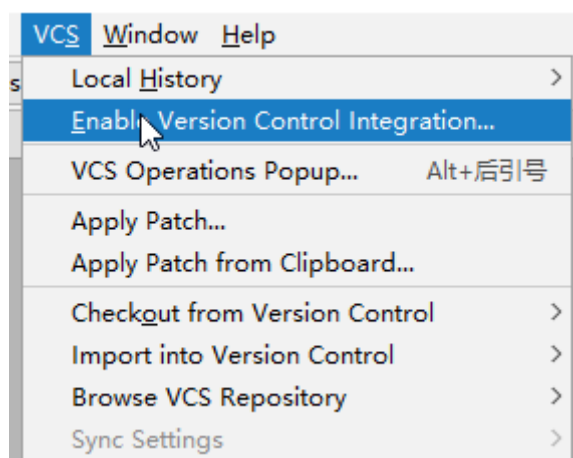 VCS Window Help
s
Local History >
Enable Version Control Integration...
VCS Operations Popup... Alt+后引号
Apply Patch...
Apply Patch from Clipboard...
Checkout from Version Control >
Import into Version Control >
Browse VCS Repository >
Sync Settings >